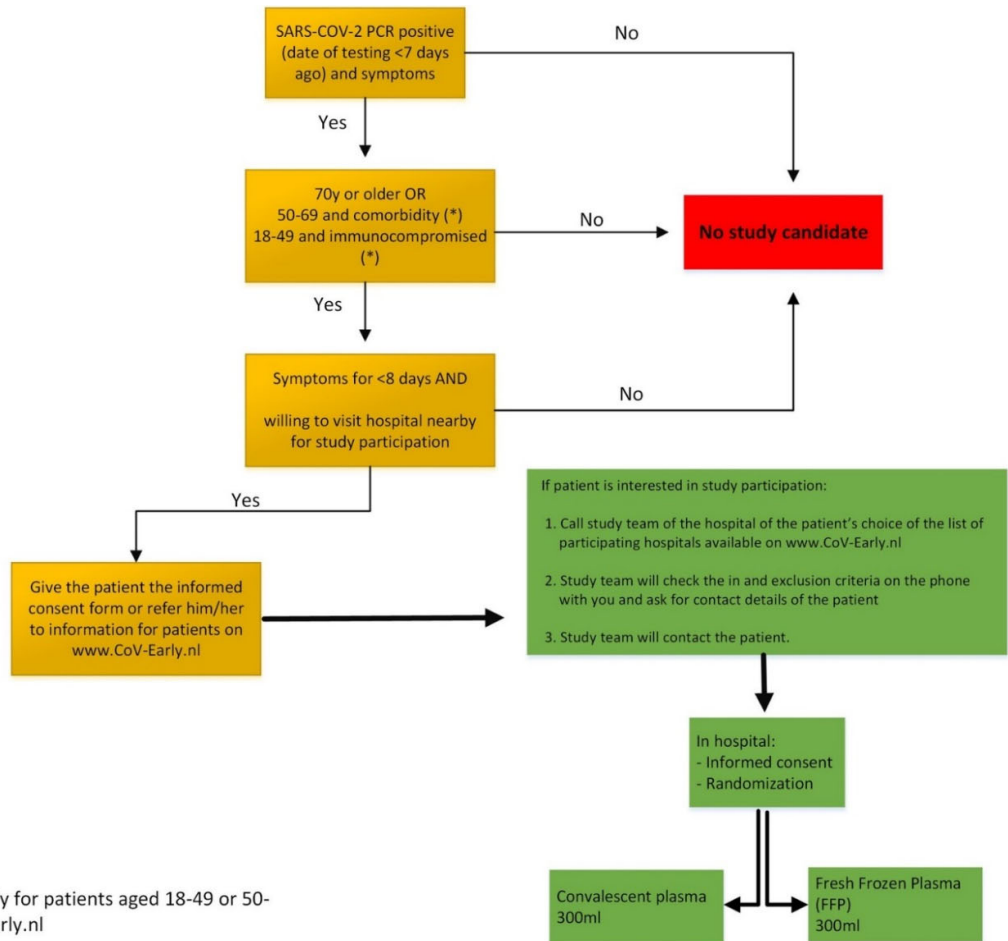 SARS-COV-2 PCR positive
(date of testing <7 days
ago) and symptoms
No
Yes
70y or older OR
50-69 and comorbidity (*)
18-49 and immunocompromised
(*)
No
No study candidate
Yes
Symptoms for <8 days AND
willing to visit hospital nearby
for study participation
No
Yes
Give the patient the informed
consent form or refer him/her
to information for patients on
www.CoV-Early.nl
If patient is interested in study participation:
1. Call study team of the hospital of the patient's choice of the list of
participating hospitals available on www.CoV-Early.nl
2. Study team will check the in and exclusion criteria on the phone
with you and ask for contact details of the patient
3. Study team will contact the patient.
In hospital:
- Informed consent
- Randomization
Convalescent plasma
300ml
Fresh Frozen Plasma
(FFP)
300ml
y for patients aged 18-49 or 50-
rly.nl